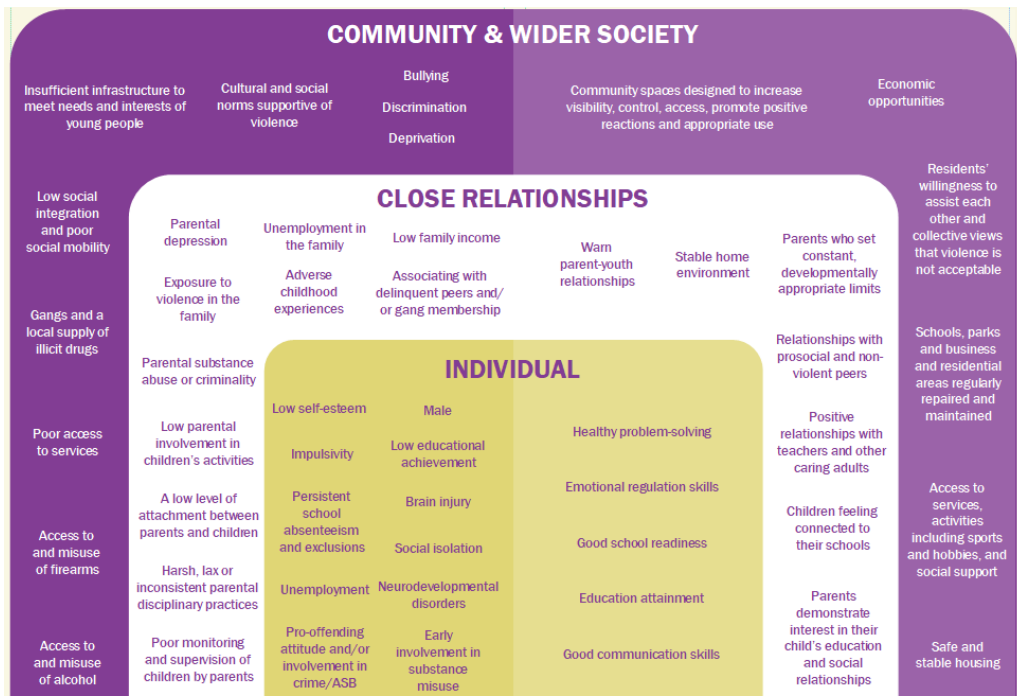 COMMUNITY & WIDER SOCIETY
Insufficient infrastructure to
meet needs and interests of
young people
Cultural and social
norms supportive of
violence
Bullying
Discrimination
Deprivation
Community spaces designed to increase
visibility, control, access, promote positive
reactions and appropriate use
Economic
opportunities
Low social
integration
and poor
social mobility
Gangs and a
local supply of
illicit drugs
Poor access
to services
Access to
and misuse
of firearms
Access to
and misuse
of alcohol
CLOSE RELATIONSHIPS
Parental
depression
Unemployment in
the family
Low family income
Exposure to
violence in the
family
Adverse
childhood
experiences
Associating with
delinquent peers and/
or gang membership
Parental substance
abuse or criminality
Low parental
involvement in
children's activities
A low level of
attachment between
parents and children
Harsh, lax or
inconsistent parental
disciplinary practices
Poor monitoring
and supervision of
children by parents
Warn
parent-youth
relationships
Stable home
environment
Parents who set
constant,
developmentally
appropriate limits
Relationships with
prosocial and non-
violent peers
Positive
relationships with
teachers and other
caring adults
Children feeling
connected to
their schools
Parents
demonstrate
interest in their
child's education
and social
relationships
INDIVIDUAL
Low self-esteem
Male
Impulsivity
Low educational
achievement
Persistent
school
absenteeism
and exclusions
Brain injury
Social isolation
Unemployment
Neurodevelopmental
disorders
Pro-offending
attitude and/or
involvement in
crime/ASB
Early
involvement in
substance
misuse
Healthy problem-solving
Emotional regulation skills
Good school readiness
Education attainment
Good communication skills
Residents'
willingness to
assist each
other and
collective views
that violence is
not acceptable
Schools, parks
and business
and residential
areas regularly
repaired and
maintained
Access to
services,
activities
including sports
and hobbies, and
social support
Safe and
stable housing